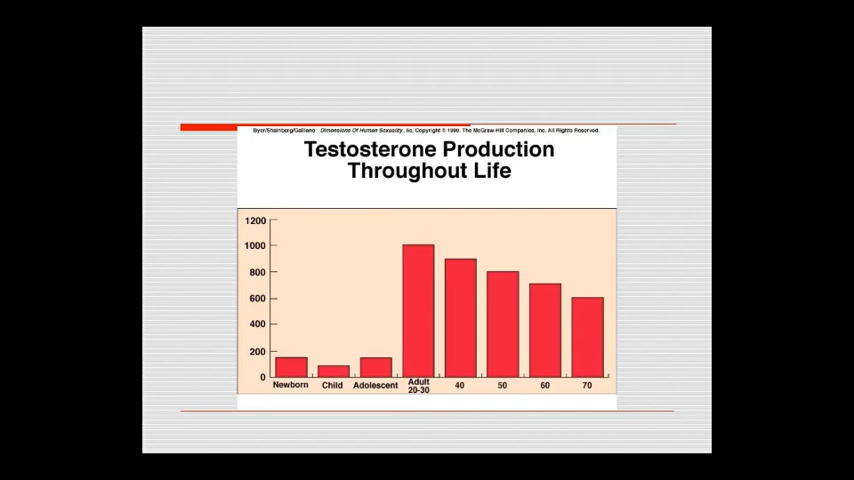 Byer/Shainberg/Galliano Dimensions Of Human Sexuality, 5e, Copyright © 1999. The McGraw-Hill Companies, Inc. All Rights Reserved.
Testosterone Production
Throughout Life
1200
1000
800
600
400
200
0
Newborn Child Adolescent Adult 20-30 40 50 60 70